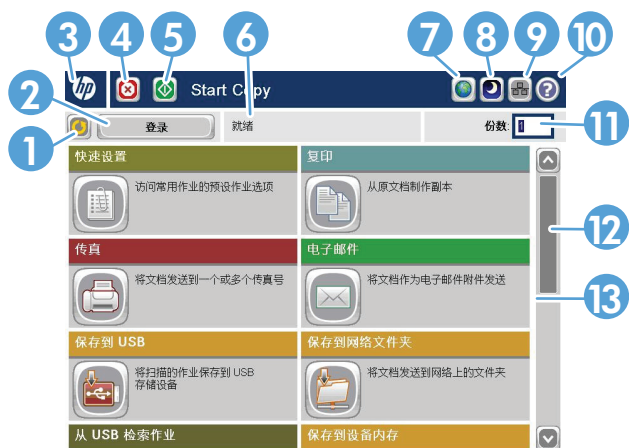 3
4
5
6
7
8
9
10
hp
Start Copy
?
2
登录
就绪
份数: 1
11
1
快速设置
复印
访问常用作业的预设作业选项
从原文档制作副本
12
传真
电子邮件
将文档发送到一个或多个传真号
将文档作为电子邮件附件发送
13
保存到 USB
保存到网络文件夹
将扫描的作业保存到 USB
存储设备
将文档发送到网络上的文件夹
从 USB 检索作业
保存到设备内存